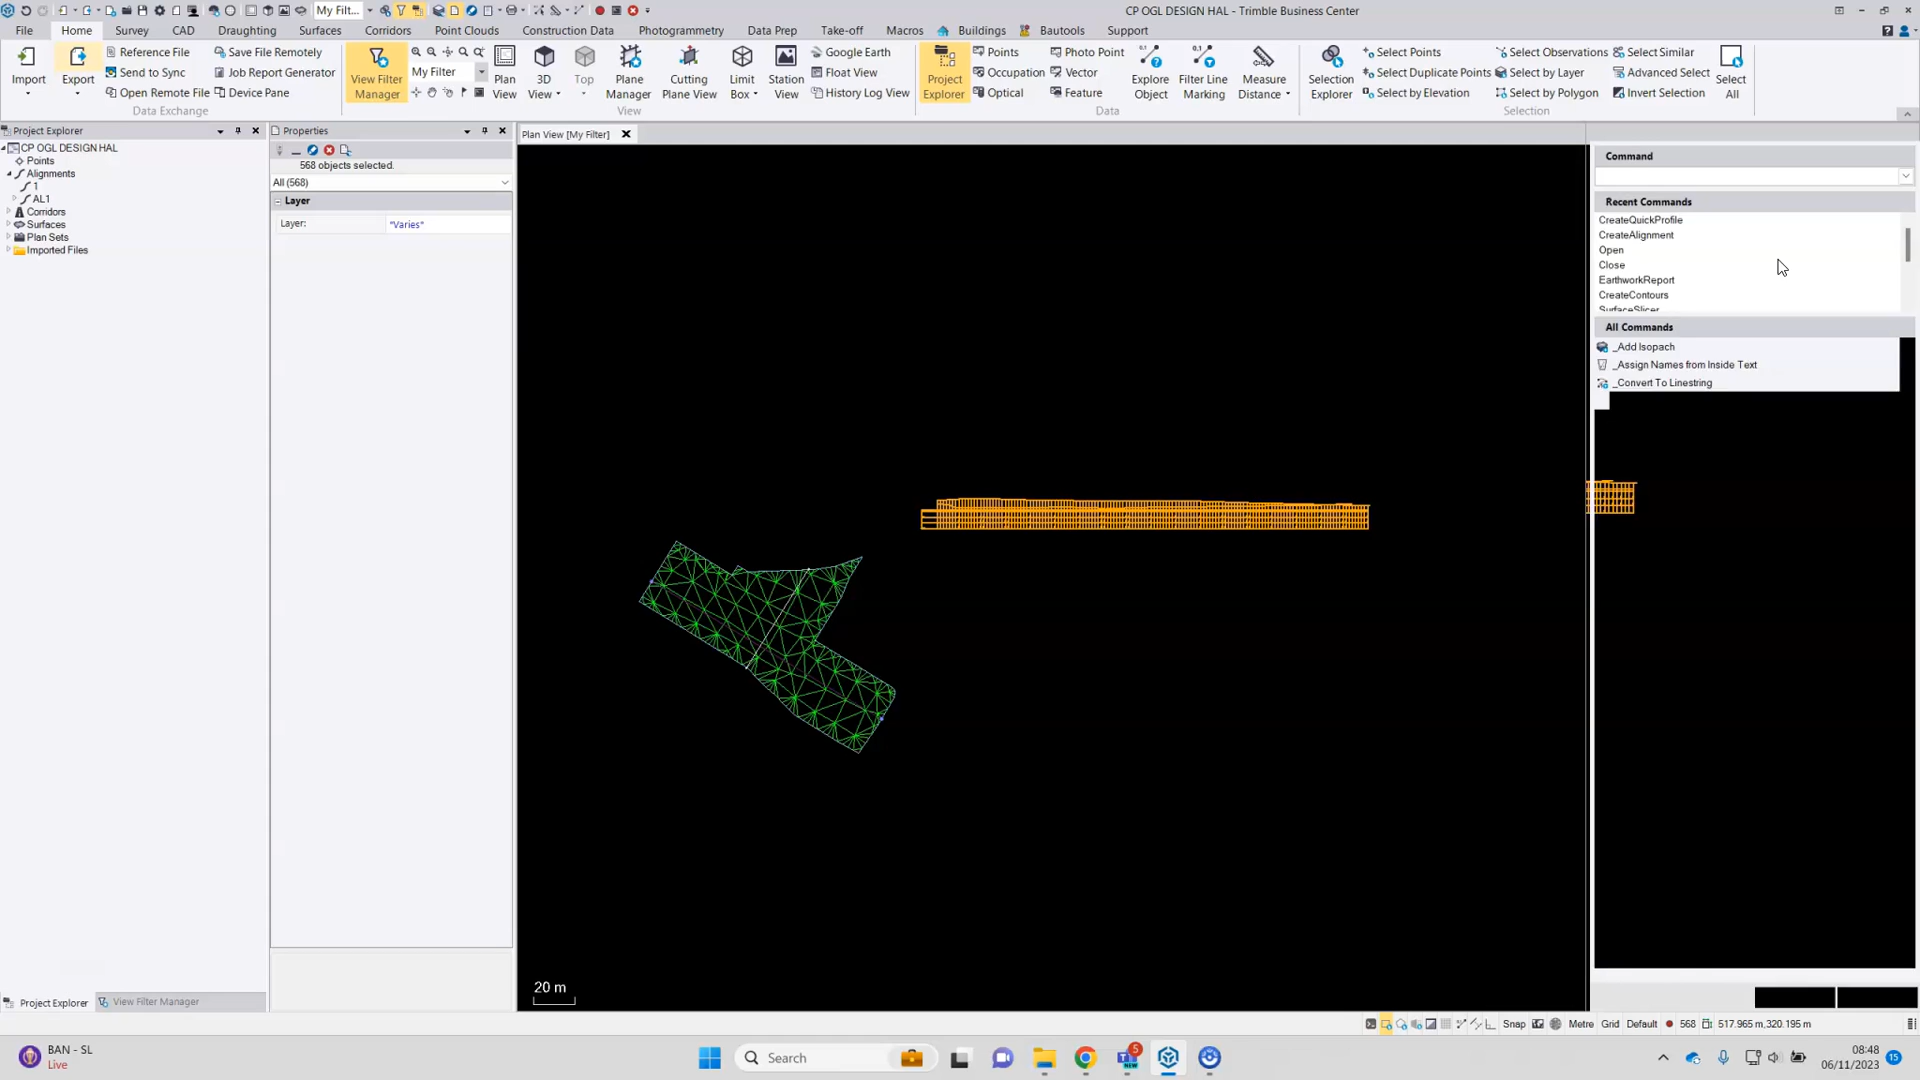 My Filt...
CP OGL DESIGN HAL - Trimble Business Center
File Home Survey CAD Draughting Surfaces Corridors Point Clouds Construction Data Photogrammetry Data Prep Take-off Macros Buildings Bautools Support
Import
Export
Reference File
Send to Sync
Open Remote File
Save File Remotely
Job Report Generator
Device Pane
Data Exchange
View Filter Manager
My Filter
Plan View
3D View
Top
Plane Manager
Cutting Plane View
Limit Box
Station View
Google Earth
Float View
History Log View
View
Project Explorer
Points
Occupation
Optical
Photo Point
Vector
Feature
Explore Object
Filter Line Marking
Measure Distance
Data
Selection Explorer
Select Points
Select Duplicate Points
Select by Elevation
Select Observations
Select by Layer
Select by Polygon
Select Similar
Advanced Select
Invert Selection
Select All
Selection
Project Explorer
CP OGL DESIGN HAL
Points
Alignments
1
AL1
Corridors
Surfaces
Plan Sets
Imported Files
Properties
568 objects selected.
All (568)
Layer
Layer: "Varies"
Plan View [My Filter]
20 m
Command
Recent Commands
CreateQuickProfile
CreateAlignment
Open
Close
EarthworkReport
CreateContours
SurfaceSlicer
All Commands
_Add Isopach
_Assign Names from Inside Text
_Convert To Linestring
Project Explorer View Filter Manager
Snap Metre Grid Default 568 517.965 m,320.195 m
BAN - SL
Live
Search
5
NEW
08:48
06/11/2023
15